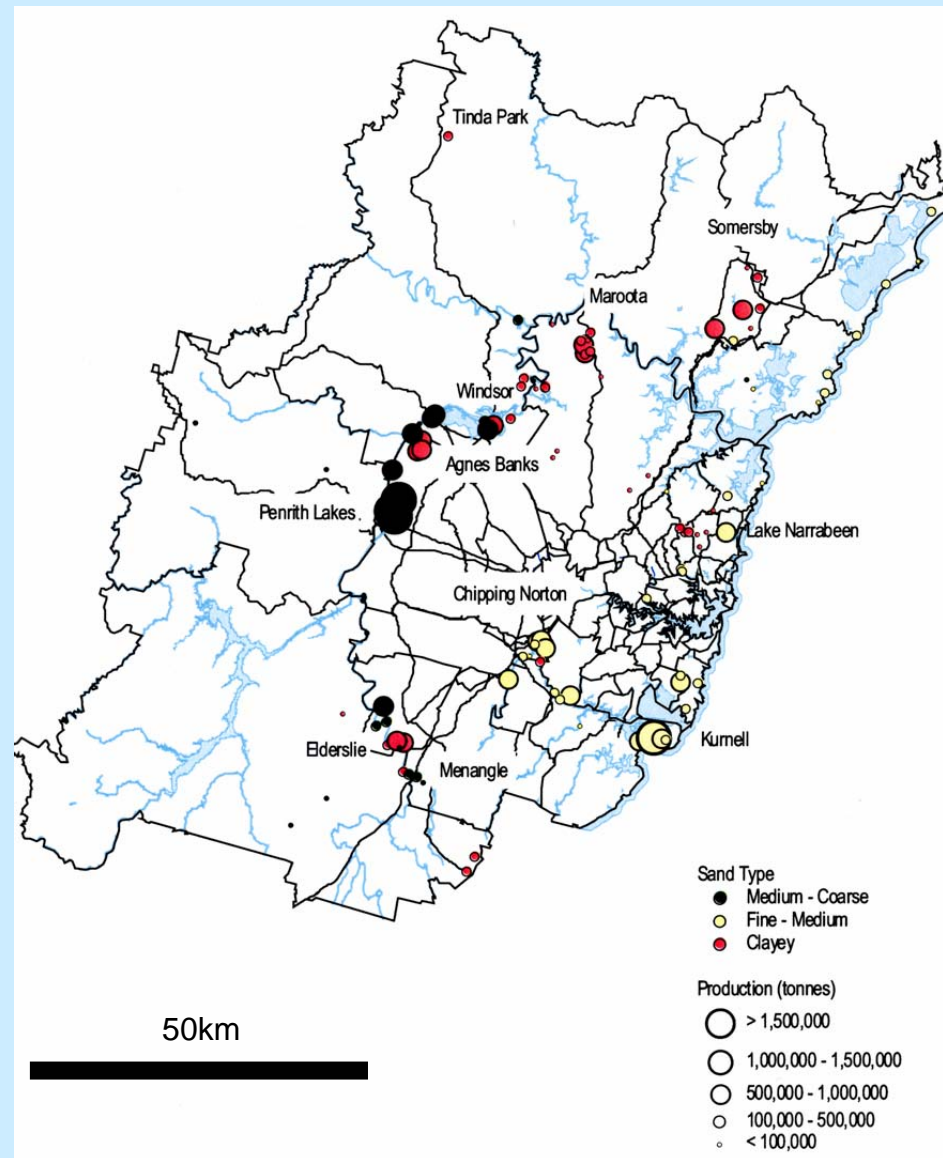 Tinda Park
Somersby
Maroota
Windsor
Agnes Banks
Penrith Lakes
Lake Narrabeen
Chipping Norton
Kurnell
Elderslie
Menangle
Sand Type
Medium - Coarse
Fine - Medium
Clayey
Production (tonnes)
> 1,500,000
1,000,000 - 1,500,000
500,000 - 1,000,000
100,000 - 500,000
< 100,000
50km